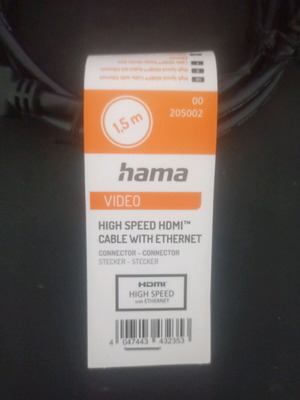 1,5 m
00
205002
hama
VIDEO
HIGH SPEED HDMI™
CABLE WITH ETHERNET
CONNECTOR – CONNECTOR
STECKER – STECKER
HDMI
HIGH SPEED
with ETHERNET
4 047443 432353